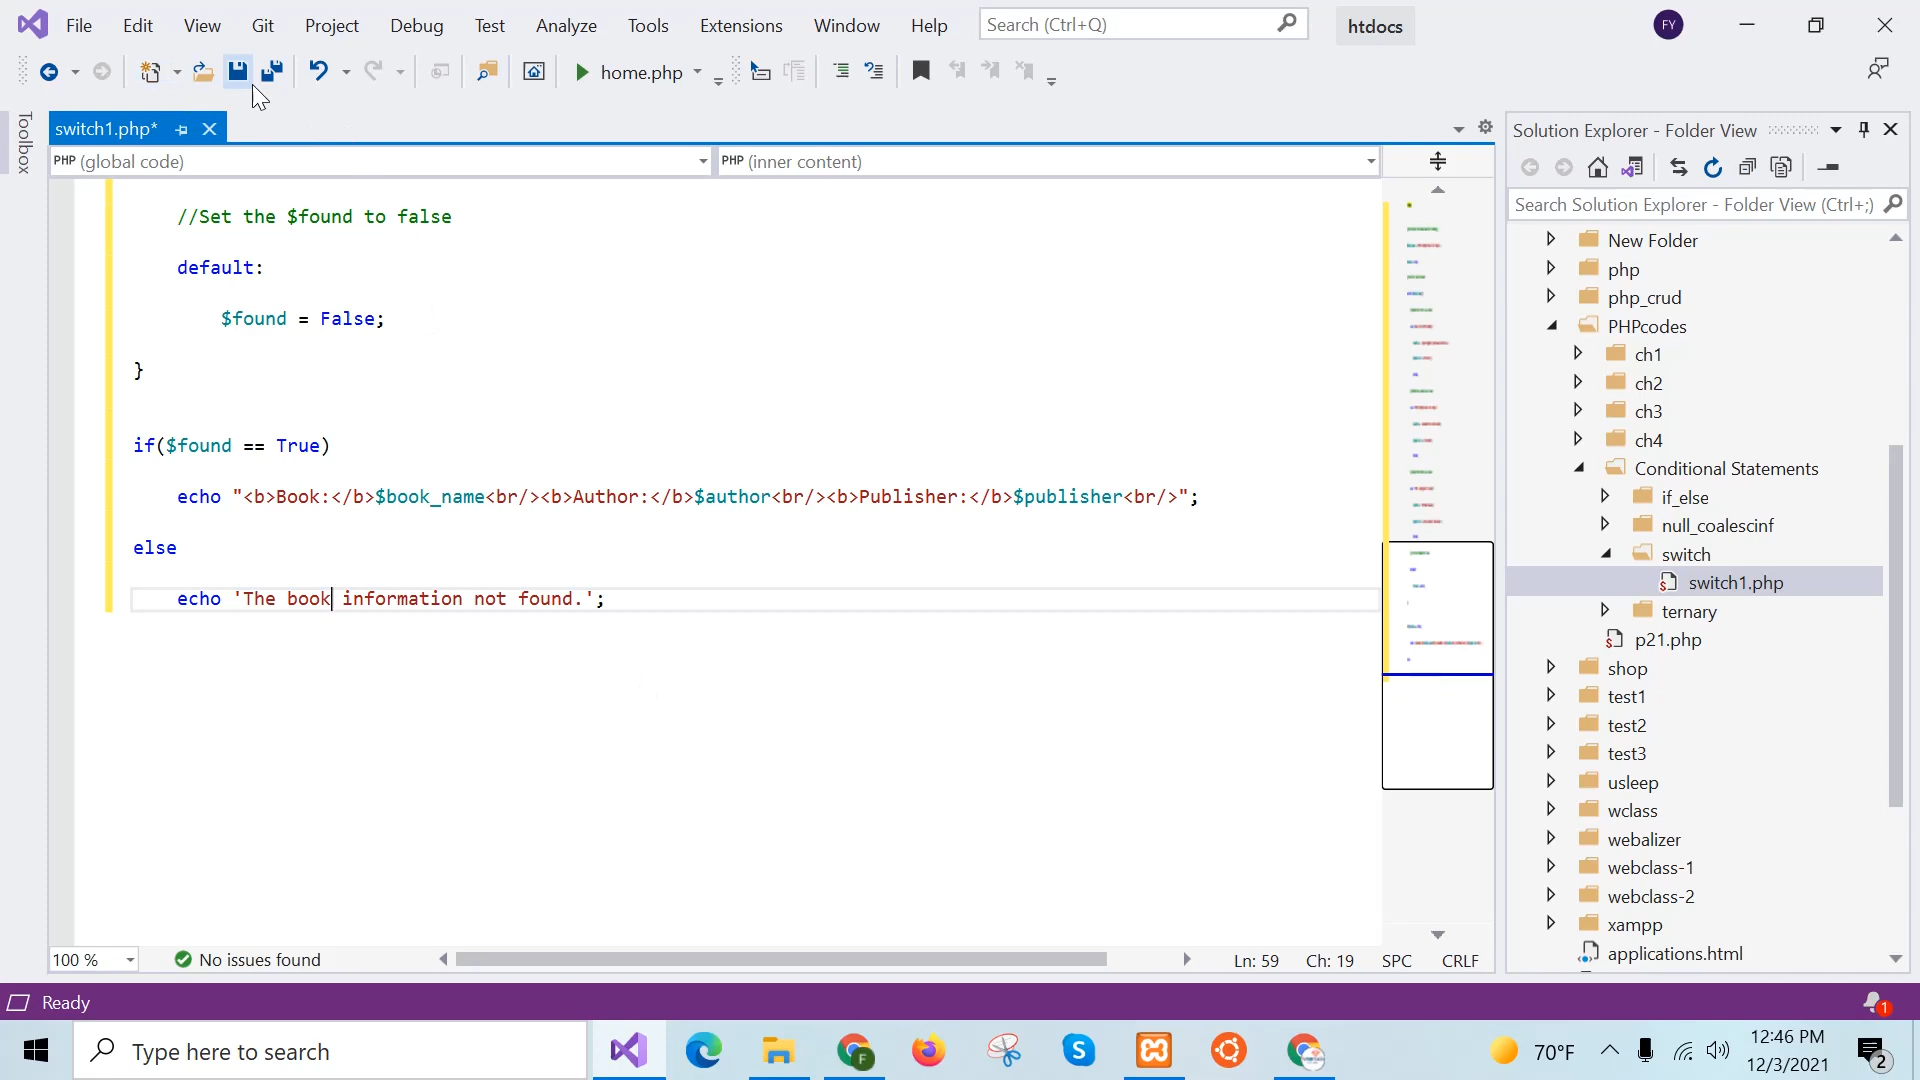 File Edit View Git Project Debug Test Analyze Tools Extensions Window Help Search (Ctrl+Q) htdocs FY
home.php
Toolbox
switch1.php*
PHP (global code) PHP (inner content)
//Set the $found to false
default:
$found = False;
}
if($found == True)
echo "<b>Book:</b>$book_name<br/><b>Author:</b>$author<br/><b>Publisher:</b>$publisher<br/>";
else
echo 'The book information not found.';
100 % No issues found Ln: 59 Ch: 19 SPC CRLF
Solution Explorer - Folder View
Search Solution Explorer - Folder View (Ctrl+;)
New Folder
php
php_crud
PHPcodes
ch1
ch2
ch3
ch4
Conditional Statements
if_else
null_coalescinf
switch
switch1.php
ternary
p21.php
shop
test1
test2
test3
usleep
wclass
webalizer
webclass-1
webclass-2
xampp
applications.html
Ready 1
Type here to search F S 70°F 12:46 PM
12/3/2021 2